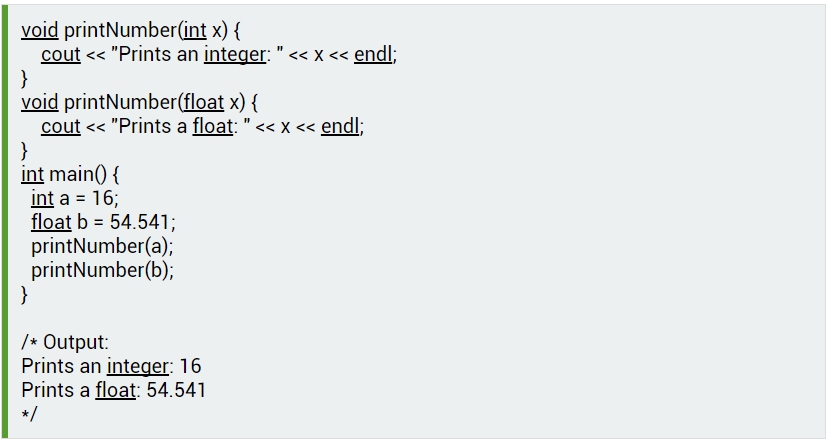 void printNumber(int x) {
cout << "Prints an integer: " << x << endl;
}
void printNumber(float x) {
cout << "Prints a float: " << x << endl;
}
int main() {
int a = 16;
float b = 54.541;
printNumber(a);
printNumber(b);
}
/* Output:
Prints an integer: 16
Prints a float: 54.541
*/